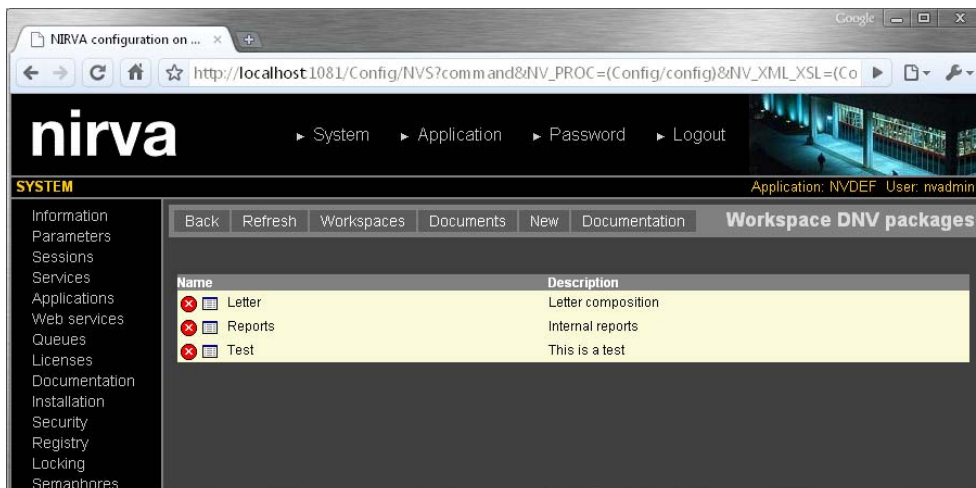 Google
NIRVA configuration on ...
http://localhost:1081/Config/NVS?command&NV_PROC=(Config/config)&NV_XML_XSL=(Co
nirva
System Application Password Logout
SYSTEM
Application: NVDEF User: nvadmin
Back Refresh Workspaces Documents New Documentation
Workspace DNV packages
Information
Parameters
Sessions
Services
Applications
Web services
Queues
Licenses
Documentation
Installation
Security
Registry
Locking
Semaphores
Name Description
Letter Letter composition
Reports Internal reports
Test This is a test